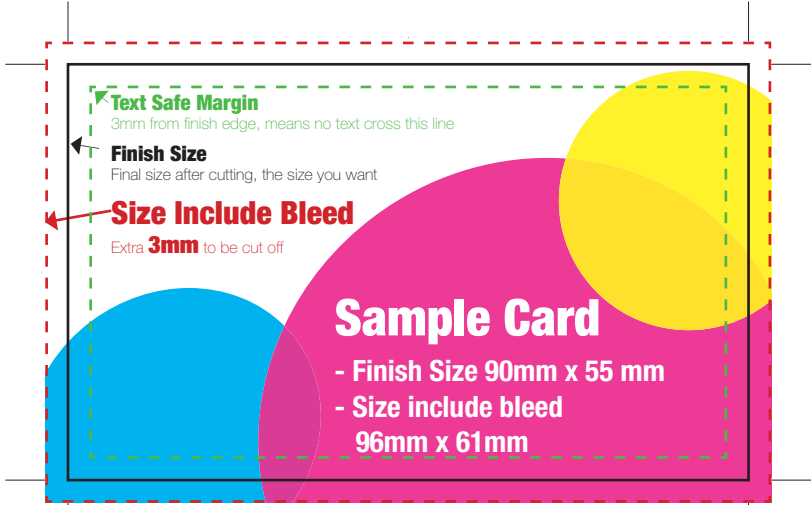 Text Safe Margin
3mm from finish edge, means no text cross this line
Finish Size
Final size after cutting, the size you want
Size Include Bleed
Extra 3mm to be cut off
Sample Card
- Finish Size 90mm x 55 mm
- Size include bleed
96mm x 61mm